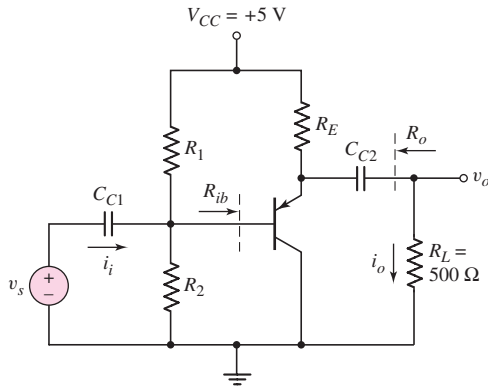 V_CC = +5 V
R_E
R_1
C_C2
R_o
v_o
C_C1
R_ib
i_i
v_s
+
−
R_2
i_o
R_L =
500 Ω